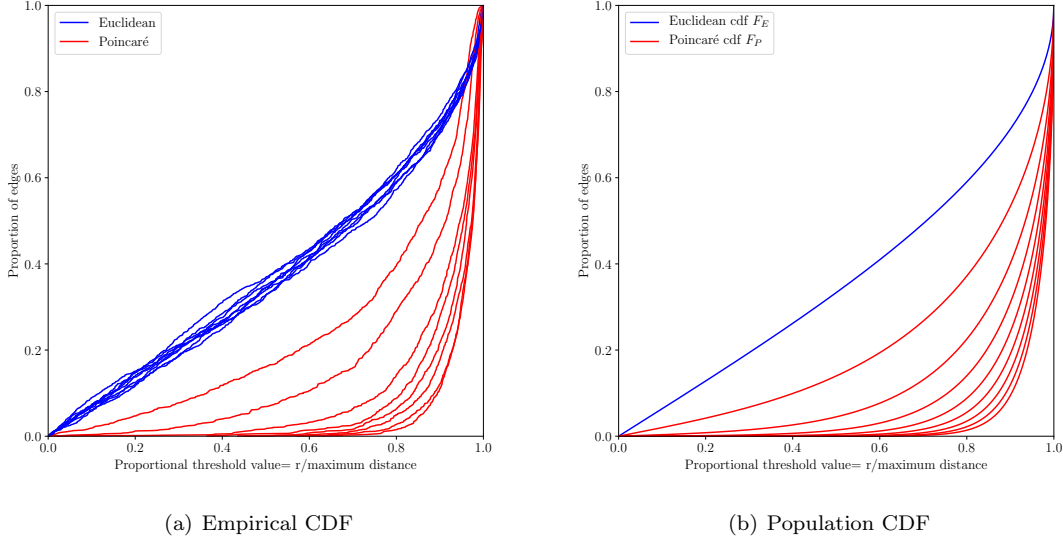 Euclidean
Poincaré
1.0
0.8
0.6
0.4
0.2
0.0
Proportion of edges
0.0 0.2 0.4 0.6 0.8 1.0
Proportional threshold value= r/maximum distance
(a) Empirical CDF
Euclidean cdf F_E
Poincaré cdf F_P
1.0
0.8
0.6
0.4
0.2
0.0
Proportion of edges
0.0 0.2 0.4 0.6 0.8 1.0
Proportional threshold value= r/maximum distance
(b) Population CDF